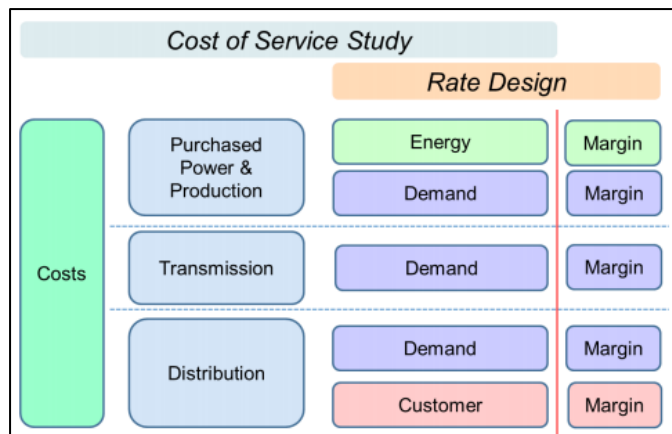 Cost of Service Study
Rate Design
Costs
Purchased
Power &
Production
Energy
Margin
Demand
Margin
Transmission
Demand
Margin
Distribution
Demand
Margin
Customer
Margin